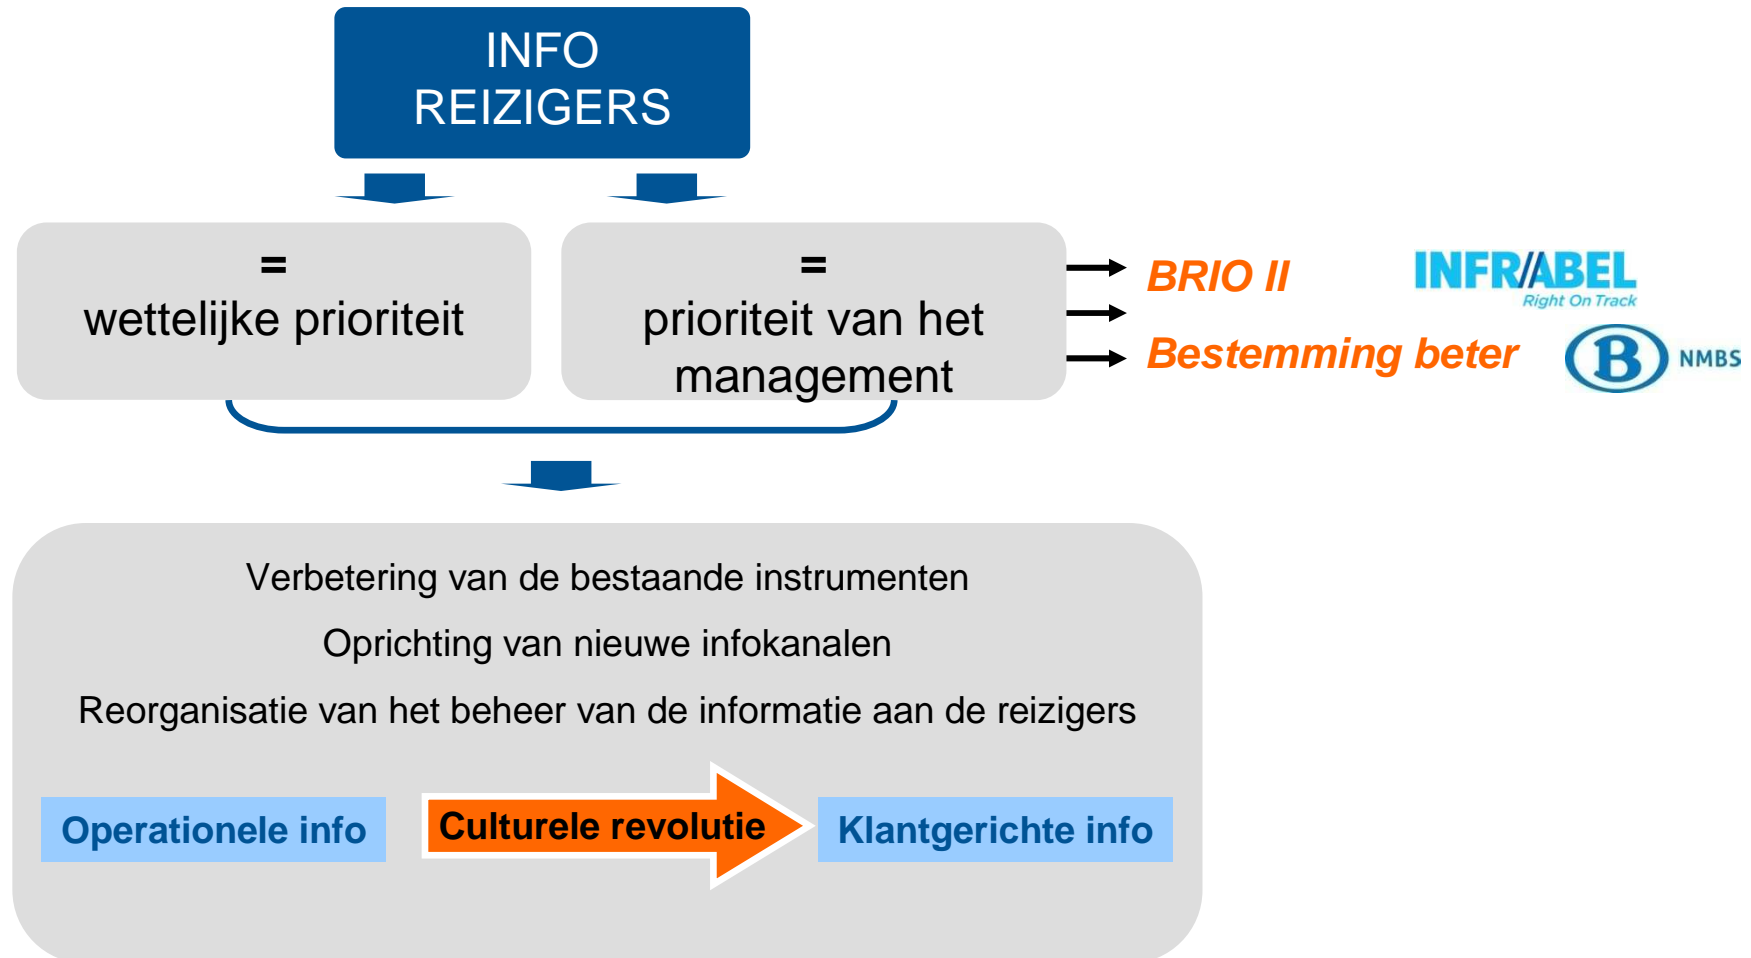 INFO
REIZIGERS
=
wettelijke prioriteit
=
prioriteit van het
management
BRIO II
INFR/ABEL
Right On Track
Bestemming beter
B
NMBS
Verbetering van de bestaande instrumenten
Oprichting van nieuwe infokanalen
Reorganisatie van het beheer van de informatie aan de reizigers
Operationele info
Culturele revolutie
Klantgerichte info